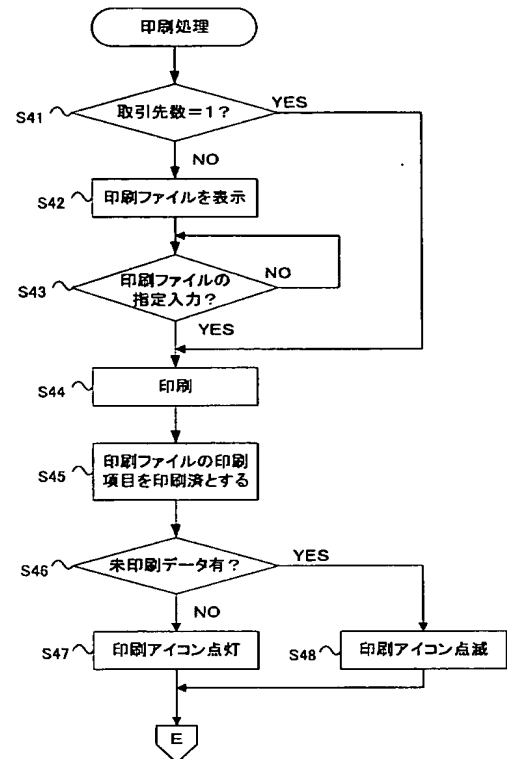 印刷処理
S41
取引先数=1?
YES
NO
S42
印刷ファイルを表示
S43
印刷ファイルの
指定入力?
NO
YES
S44
印刷
S45
印刷ファイルの印刷
項目を印刷済とする
S46
未印刷データ有?
YES
NO
S47
印刷アイコン点灯
S48
印刷アイコン点滅
E